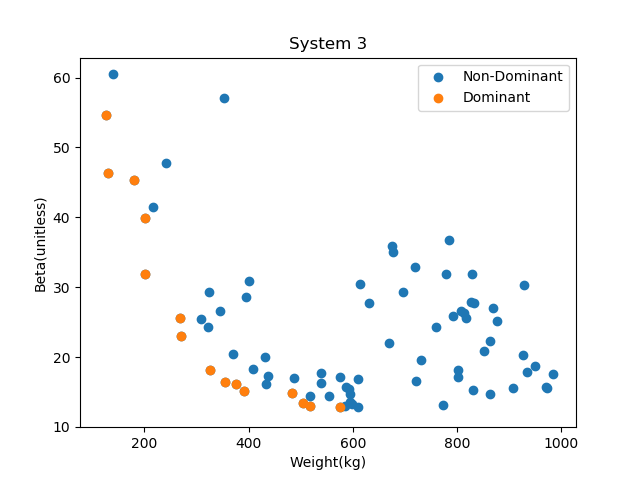 System 3
Non-Dominant
Dominant
Beta(unitless)
60
50
40
30
20
10
200 400 600 800 1000
Weight(kg)